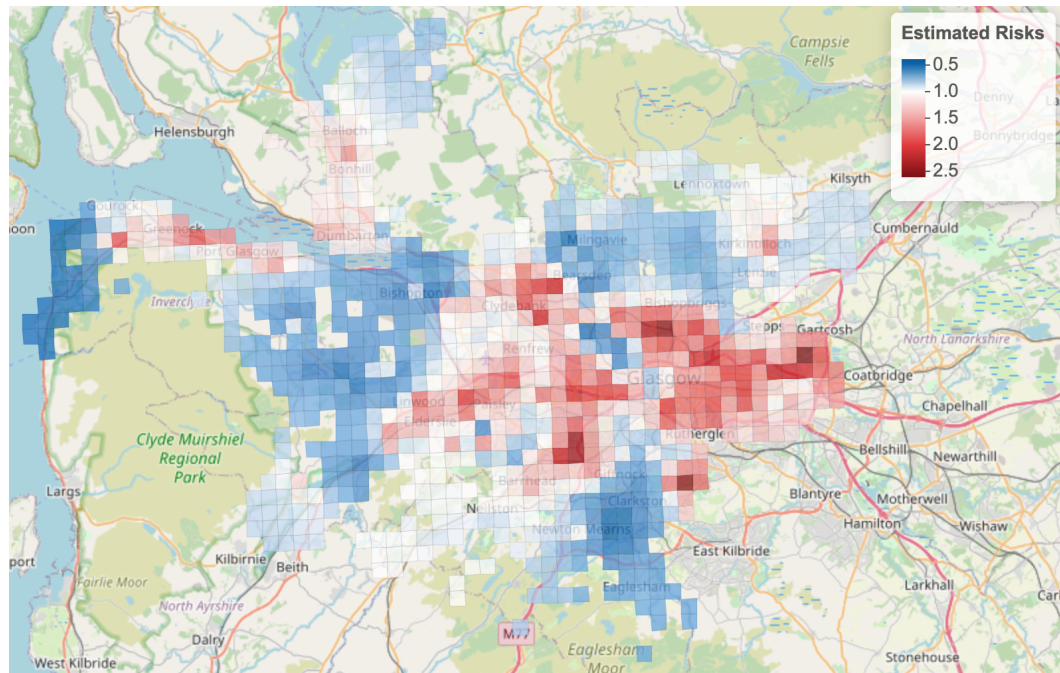 Estimated Risks
0.5
1.0
1.5
2.0
2.5
Campsie
Fells
Denny
Bonnybridge
Helensburgh
Balloch
Bonhill
Lennoxtown
Kilsyth
noon
Gourock
Greenock
Port Glasgow
Dumbarton
Milngavie
Kirkintilloch
Cumbernauld
Bearsden
Lenzie
Inverclyde
Bishopton
Clydebank
Bishopbriggs
Stepps
Gartcosh
North Lanarkshire
Renfrew
Glasgow
Coatbridge
Linwood
Paisley
Elderslie
Chapelhall
Rutherglen
Clyde Muirshiel
Regional
Park
Bellshill
Newarthill
Giffnock
Barrhead
Largs
Clarkston
Blantyre
Motherwell
Neilston
Newton Mearns
Hamilton
Wishaw
port
Kilbirnie
Beith
East Kilbride
Fairlie Moor
Eaglesham
Larkhall
Car
North Ayrshire
Dalry
M77
Eaglesham
Moor
Stonehouse
West Kilbride